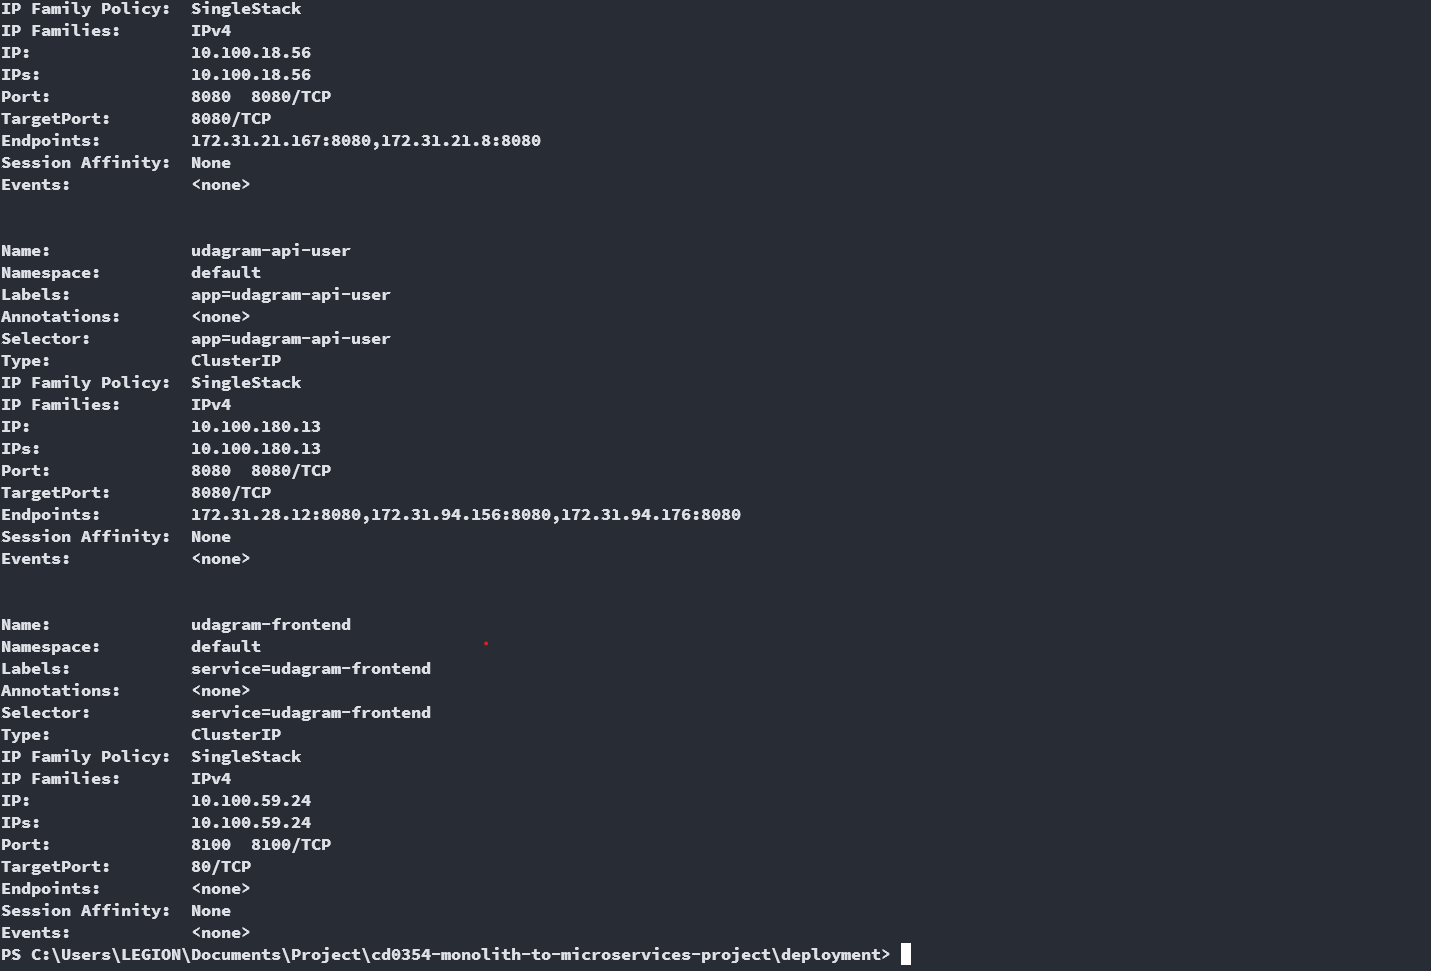 IP Family Policy:  SingleStack
IP Families:       IPv4
IP:                10.100.18.56
IPs:               10.100.18.56
Port:              8080  8080/TCP
TargetPort:        8080/TCP
Endpoints:         172.31.21.167:8080,172.31.21.8:8080
Session Affinity:  None
Events:            <none>
Name:              udagram-api-user
Namespace:         default
Labels:            app=udagram-api-user
Annotations:       <none>
Selector:          app=udagram-api-user
Type:              ClusterIP
IP Family Policy:  SingleStack
IP Families:       IPv4
IP:                10.100.180.13
IPs:               10.100.180.13
Port:              8080  8080/TCP
TargetPort:        8080/TCP
Endpoints:         172.31.28.12:8080,172.31.94.156:8080,172.31.94.176:8080
Session Affinity:  None
Events:            <none>
Name:              udagram-frontend
Namespace:         default
Labels:            service=udagram-frontend
Annotations:       <none>
Selector:          service=udagram-frontend
Type:              ClusterIP
IP Family Policy:  SingleStack
IP Families:       IPv4
IP:                10.100.59.24
IPs:               10.100.59.24
Port:              8100  8100/TCP
TargetPort:        80/TCP
Endpoints:         <none>
Session Affinity:  None
Events:            <none>
PS C:\Users\LEGION\Documents\Project\cd0354-monolith-to-microservices-project\deployment>